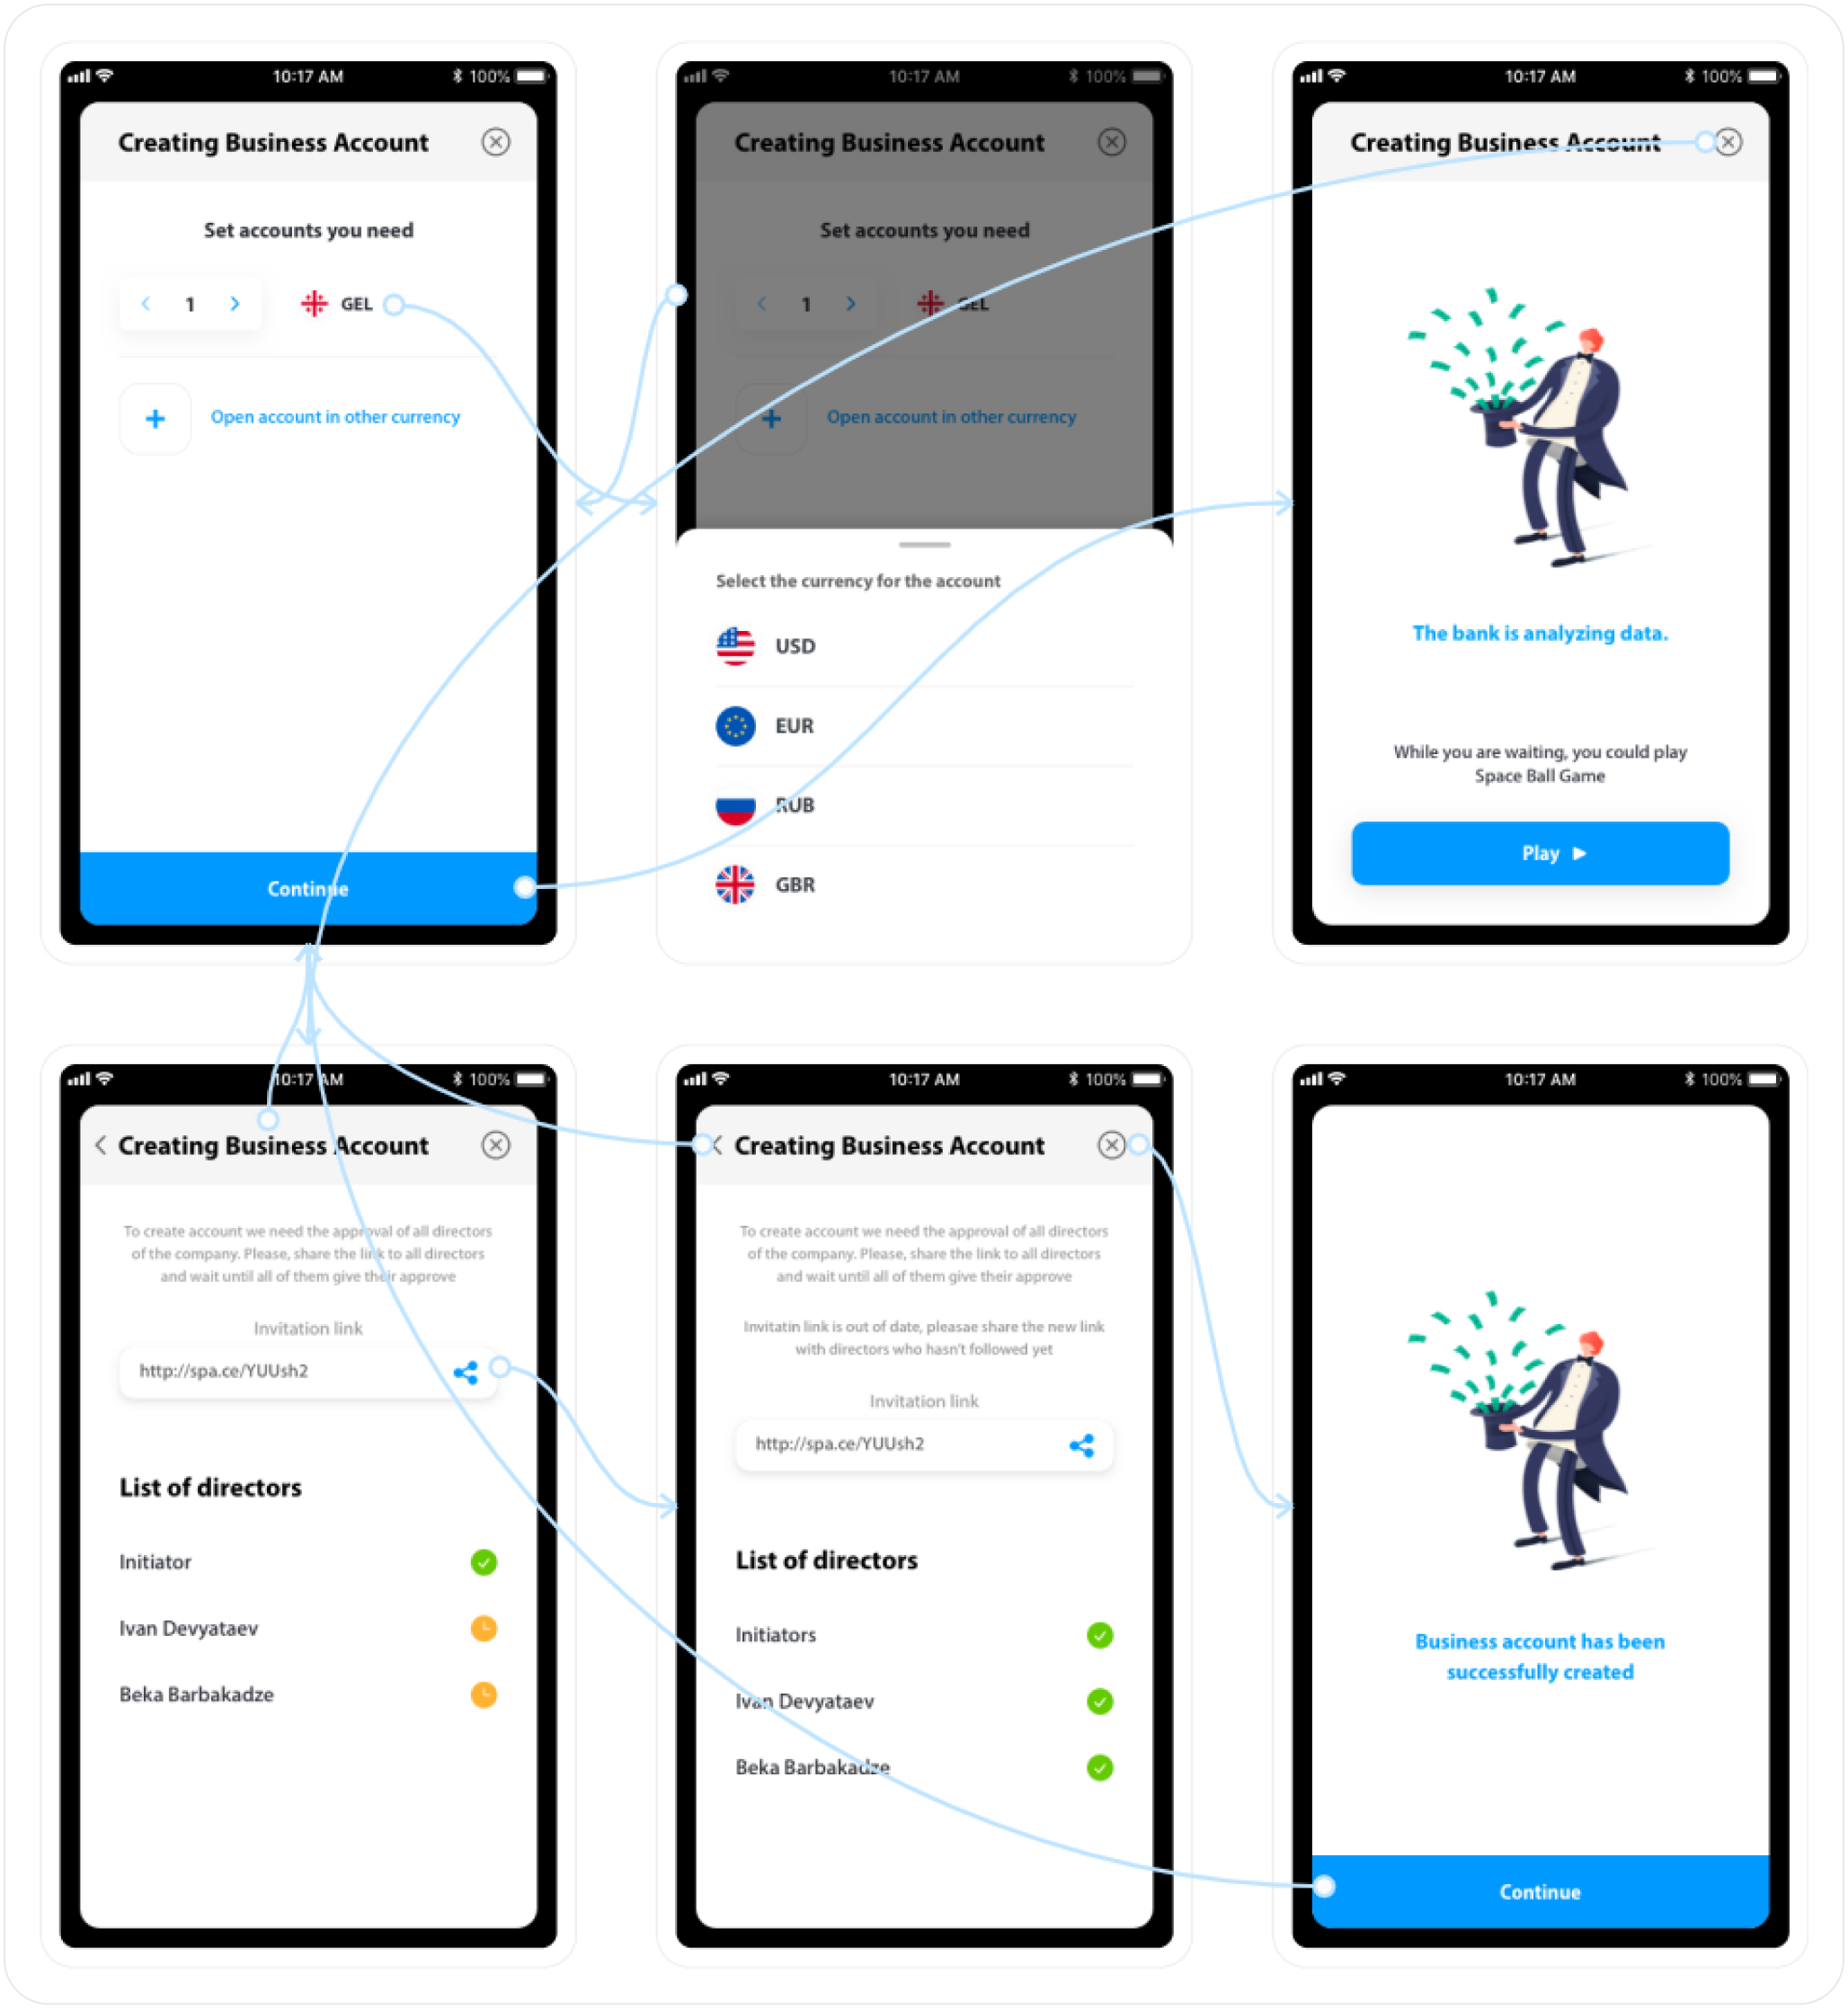 10:17 AM 100%
Creating Business Account
Set accounts you need
1 GEL
Open account in other currency
Continue
10:17 AM 100%
Creating Business Account
Set accounts you need
1 GEL
Open account in other currency
Select the currency for the account
USD
EUR
RUB
GBR
10:17 AM 100%
Creating Business Account
The bank is analyzing data.
While you are waiting, you could play
Space Ball Game
Play
10:17 AM 100%
Creating Business Account
To create account we need the approval of all directors
of the company. Please, share the link to all directors
and wait until all of them give their approve
Invitation link
http://spa.ce/YUUsh2
List of directors
Initiator
Ivan Devyataev
Beka Barbakadze
10:17 AM 100%
Creating Business Account
To create account we need the approval of all directors
of the company. Please, share the link to all directors
and wait until all of them give their approve
Invitatin link is out of date, pleasae share the new link
with directors who hasn't followed yet
Invitation link
http://spa.ce/YUUsh2
List of directors
Initiators
Ivan Devyataev
Beka Barbakadze
10:17 AM 100%
Business account has been
successfully created
Continue